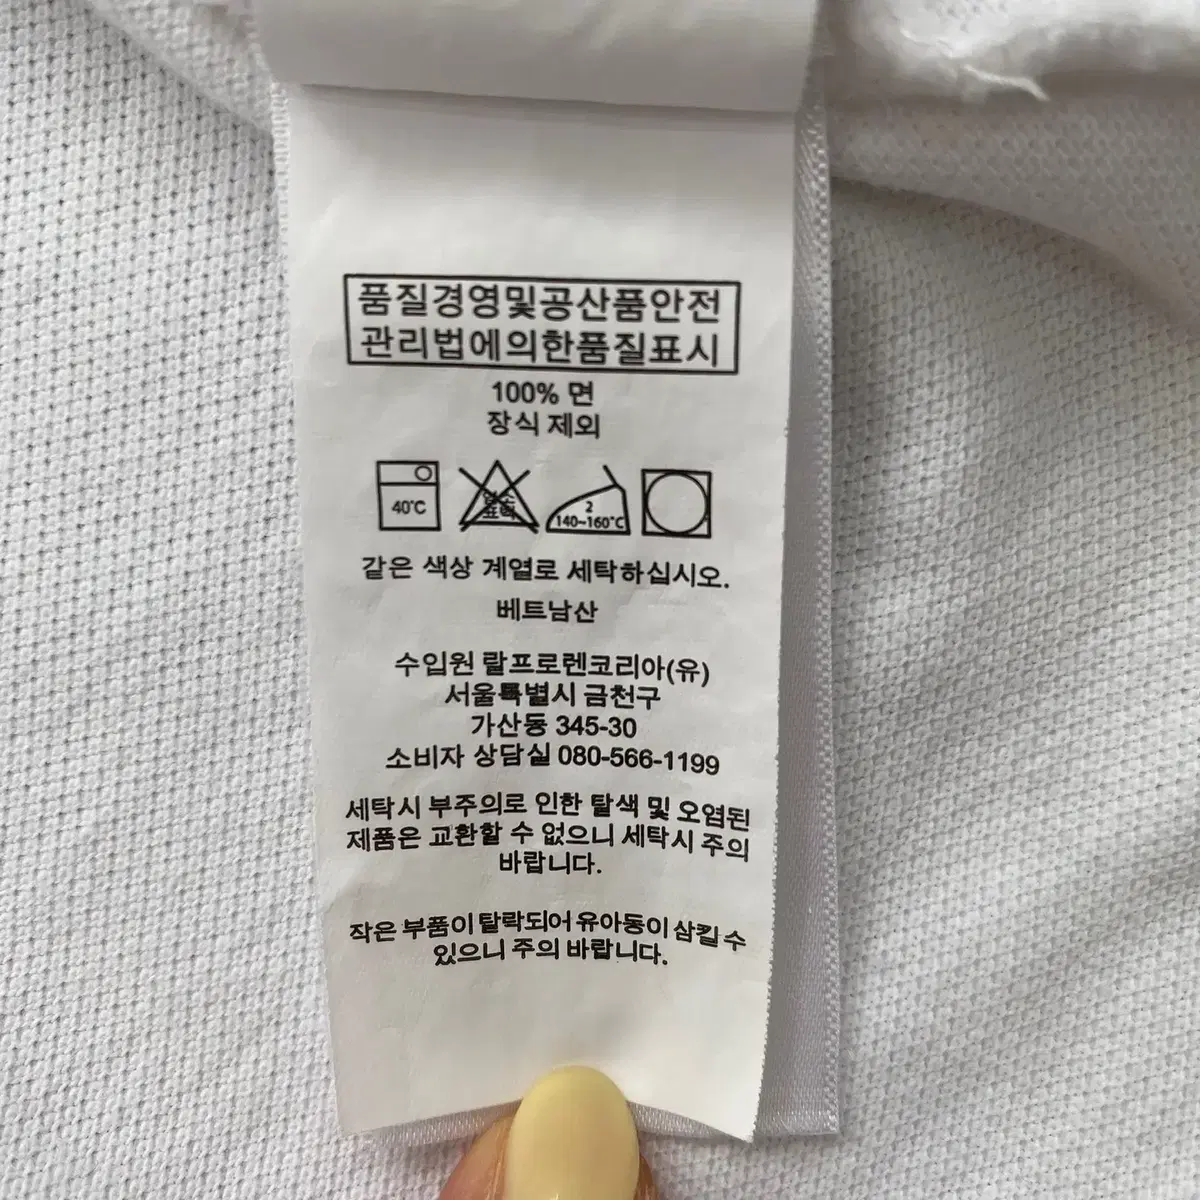 품질경영및공산품안전
관리법에의한품질표시
100% 면
장식 제외
40℃
염소
표백
2
140~160℃
같은 색상 계열로 세탁하십시오.
베트남산
수입원 랄프로렌코리아(유)
서울특별시 금천구
가산동 345-30
소비자 상담실 080-566-1199
세탁시 부주의로 인한 탈색 및 오염된
제품은 교환할 수 없으니 세탁시 주의
바랍니다.
작은 부품이 탈락되어 유아동이 삼킬 수
있으니 주의 바랍니다.